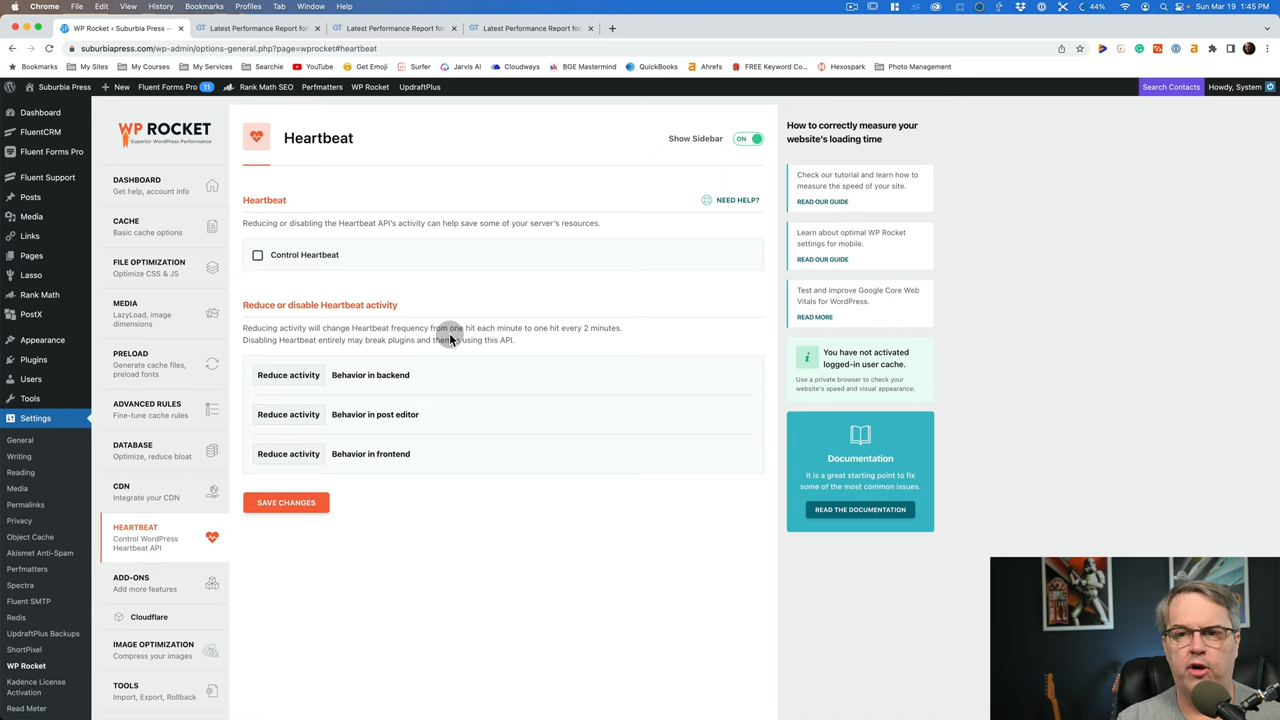 Chrome File Edit View History Bookmarks Profiles Tab Window Help
44% Sun Mar 19 1:45 PM
WP Rocket ‹ Suburbia Press —
GT Latest Performance Report for
GT Latest Performance Report for
GT Latest Performance Report for
suburbiapress.com/wp-admin/options-general.php?page=wprocket#heartbeat
Bookmarks My Sites My Courses My Services Searchie YouTube Get Emoji Surfer Jarvis AI Cloudways BGE Mastermind QuickBooks Ahrefs FREE Keyword Co... Hexospark Photo Management
Suburbia Press New Fluent Forms Pro 11 Rank Math SEO Perfmatters WP Rocket UpdraftPlus Search Contacts Howdy, System
Dashboard
FluentCRM
Fluent Forms Pro
Fluent Support
Posts
Media
Links
Pages
Lasso
Rank Math
PostX
Appearance
Plugins
Users
Tools
Settings
General
Writing
Reading
Media
Permalinks
Privacy
Object Cache
Akismet Anti-Spam
Perfmatters
Spectra
Fluent SMTP
Redis
UpdraftPlus Backups
ShortPixel
WP Rocket
Kadence License
Activation
Read Meter
WP ROCKET
Superior WordPress Performance
DASHBOARD
Get help, account info
CACHE
Basic cache options
FILE OPTIMIZATION
Optimize CSS & JS
MEDIA
LazyLoad, image
dimensions
PRELOAD
Generate cache files,
preload fonts
ADVANCED RULES
Fine-tune cache rules
DATABASE
Optimize, reduce bloat
CDN
Integrate your CDN
HEARTBEAT
Control WordPress
Heartbeat API
ADD-ONS
Add more features
Cloudflare
IMAGE OPTIMIZATION
Compress your images
TOOLS
Import, Export, Rollback
Heartbeat
Show Sidebar ON
Heartbeat
NEED HELP?
Reducing or disabling the Heartbeat API's activity can help save some of your server's resources.
Control Heartbeat
Reduce or disable Heartbeat activity
Reducing activity will change Heartbeat frequency from one hit each minute to one hit every 2 minutes.
Disabling Heartbeat entirely may break plugins and themes using this API.
Reduce activity Behavior in backend
Reduce activity Behavior in post editor
Reduce activity Behavior in frontend
SAVE CHANGES
How to correctly measure your
website's loading time
Check our tutorial and learn how to
measure the speed of your site.
READ OUR GUIDE
Learn about optimal WP Rocket
settings for mobile.
READ OUR GUIDE
Test and Improve Google Core Web
Vitals for WordPress.
READ MORE
You have not activated
logged-in user cache.
Use a private browser to check your
website's speed and visual appearance.
Documentation
It is a great starting point to fix
some of the most common issues.
READ THE DOCUMENTATION